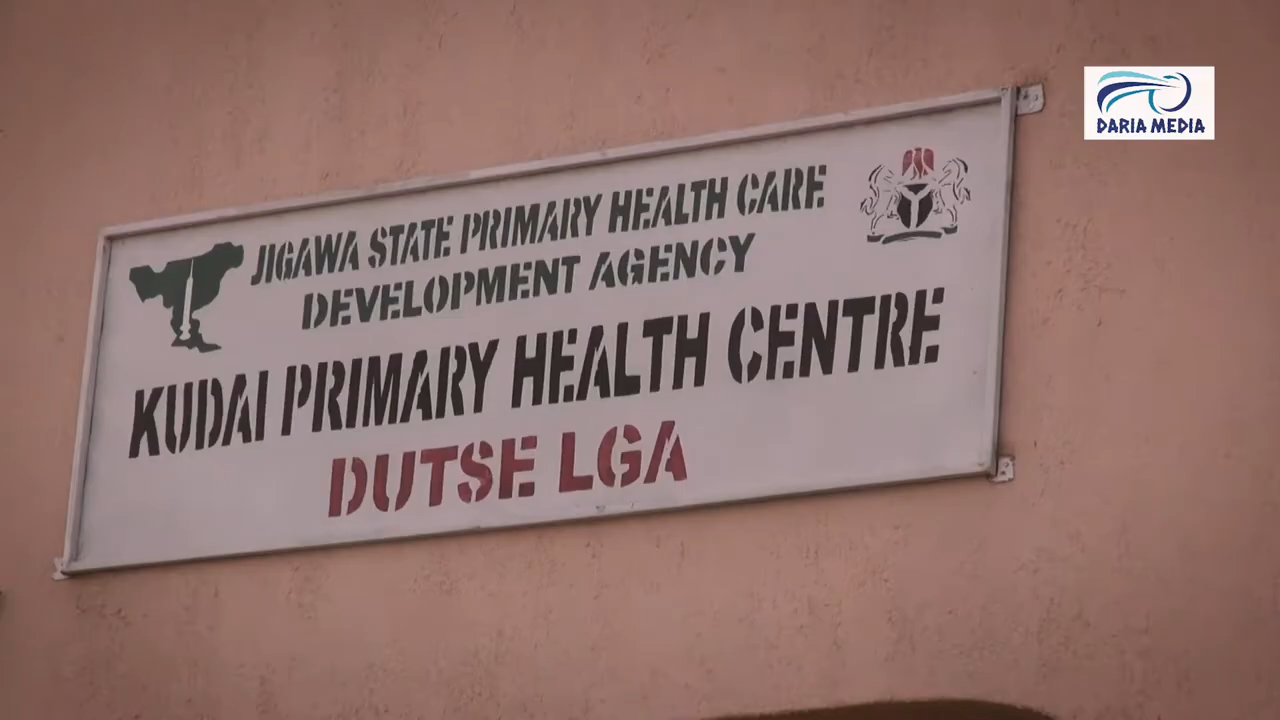 DARIA MEDIA
JIGAWA STATE PRIMARY HEALTH CARE
DEVELOPMENT AGENCY
KUDAI PRIMARY HEALTH CENTRE
DUTSE LGA